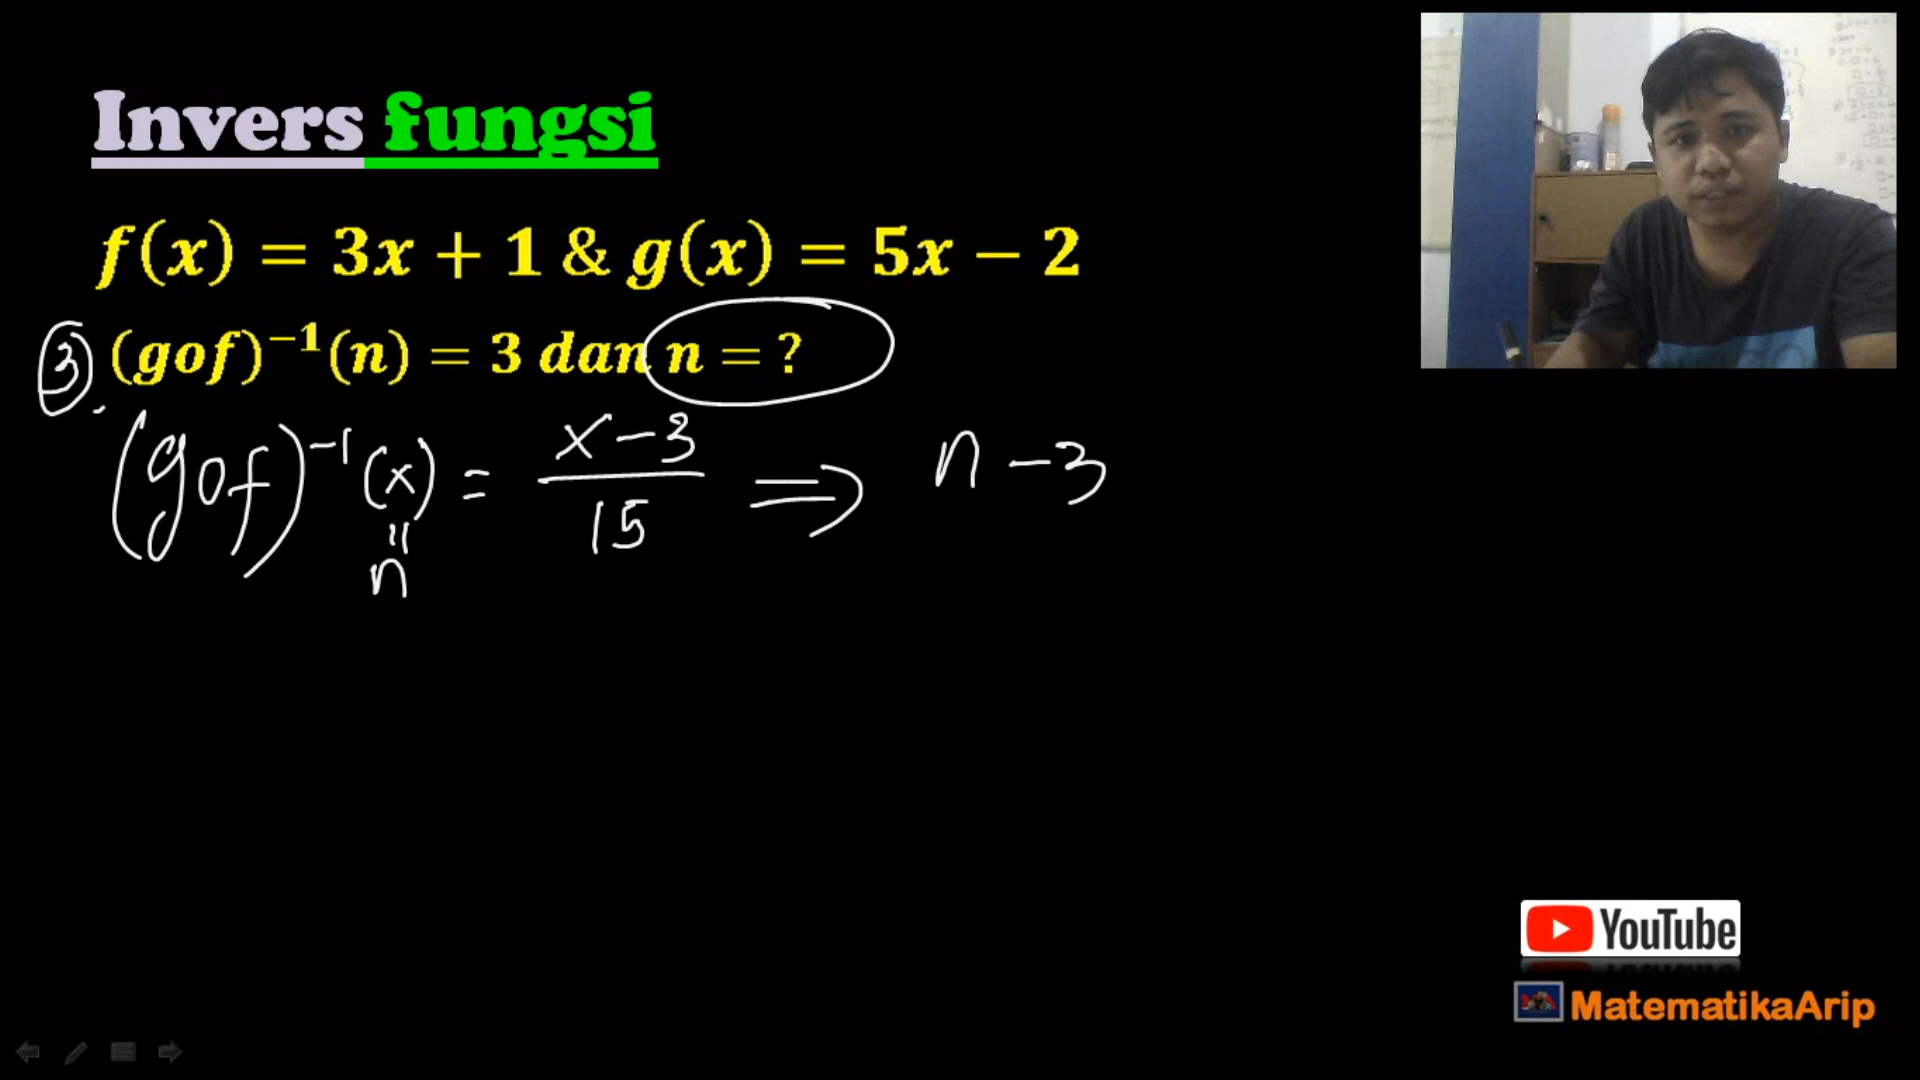 Invers fungsi
f(x) = 3x + 1 & g(x) = 5x − 2
3. (gof)⁻¹(n) = 3 dan n = ?
(gof)⁻¹(x) = x − 3 / 15 ⇒ n − 3
=
n
YouTube
MatematikaArip